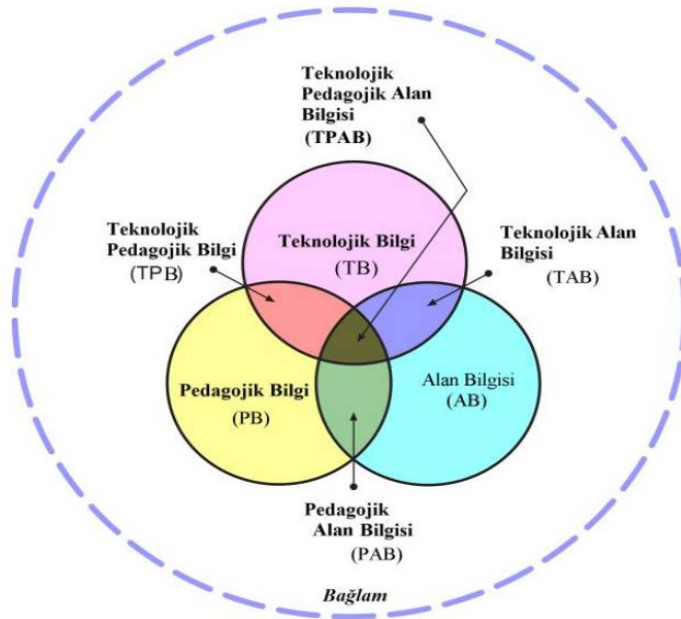 Teknolojik
Pedagojik Alan
Bilgisi
(TPAB)
Teknolojik
Pedagojik Bilgi
(TPB)
Teknolojik Bilgi
(TB)
Teknolojik Alan
Bilgisi
(TAB)
Pedagojik Bilgi
(PB)
Alan Bilgisi
(AB)
Pedagojik
Alan Bilgisi
(PAB)
Bağlam